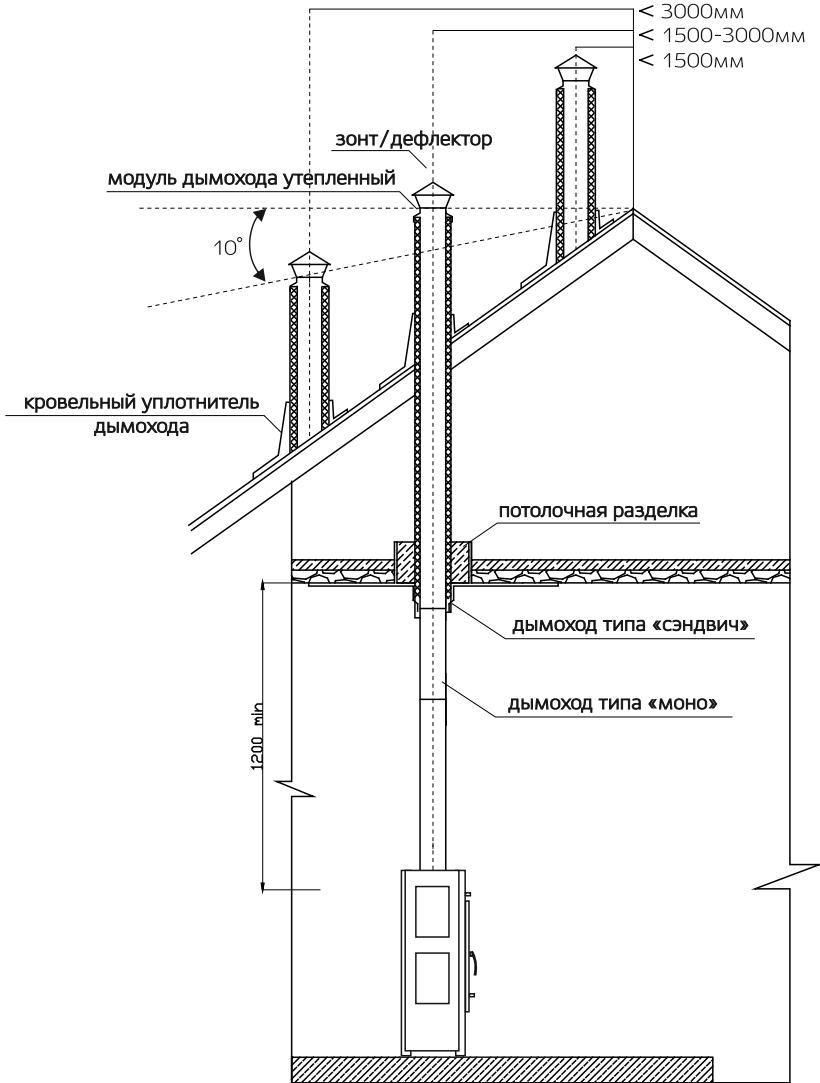 < 3000мм
< 1500-3000мм
< 1500мм
зонт/дефлектор
модуль дымохода утепленный
10°
кровельный уплотнитель
дымохода
потолочная разделка
дымоход типа «сэндвич»
дымоход типа «моно»
1200 min